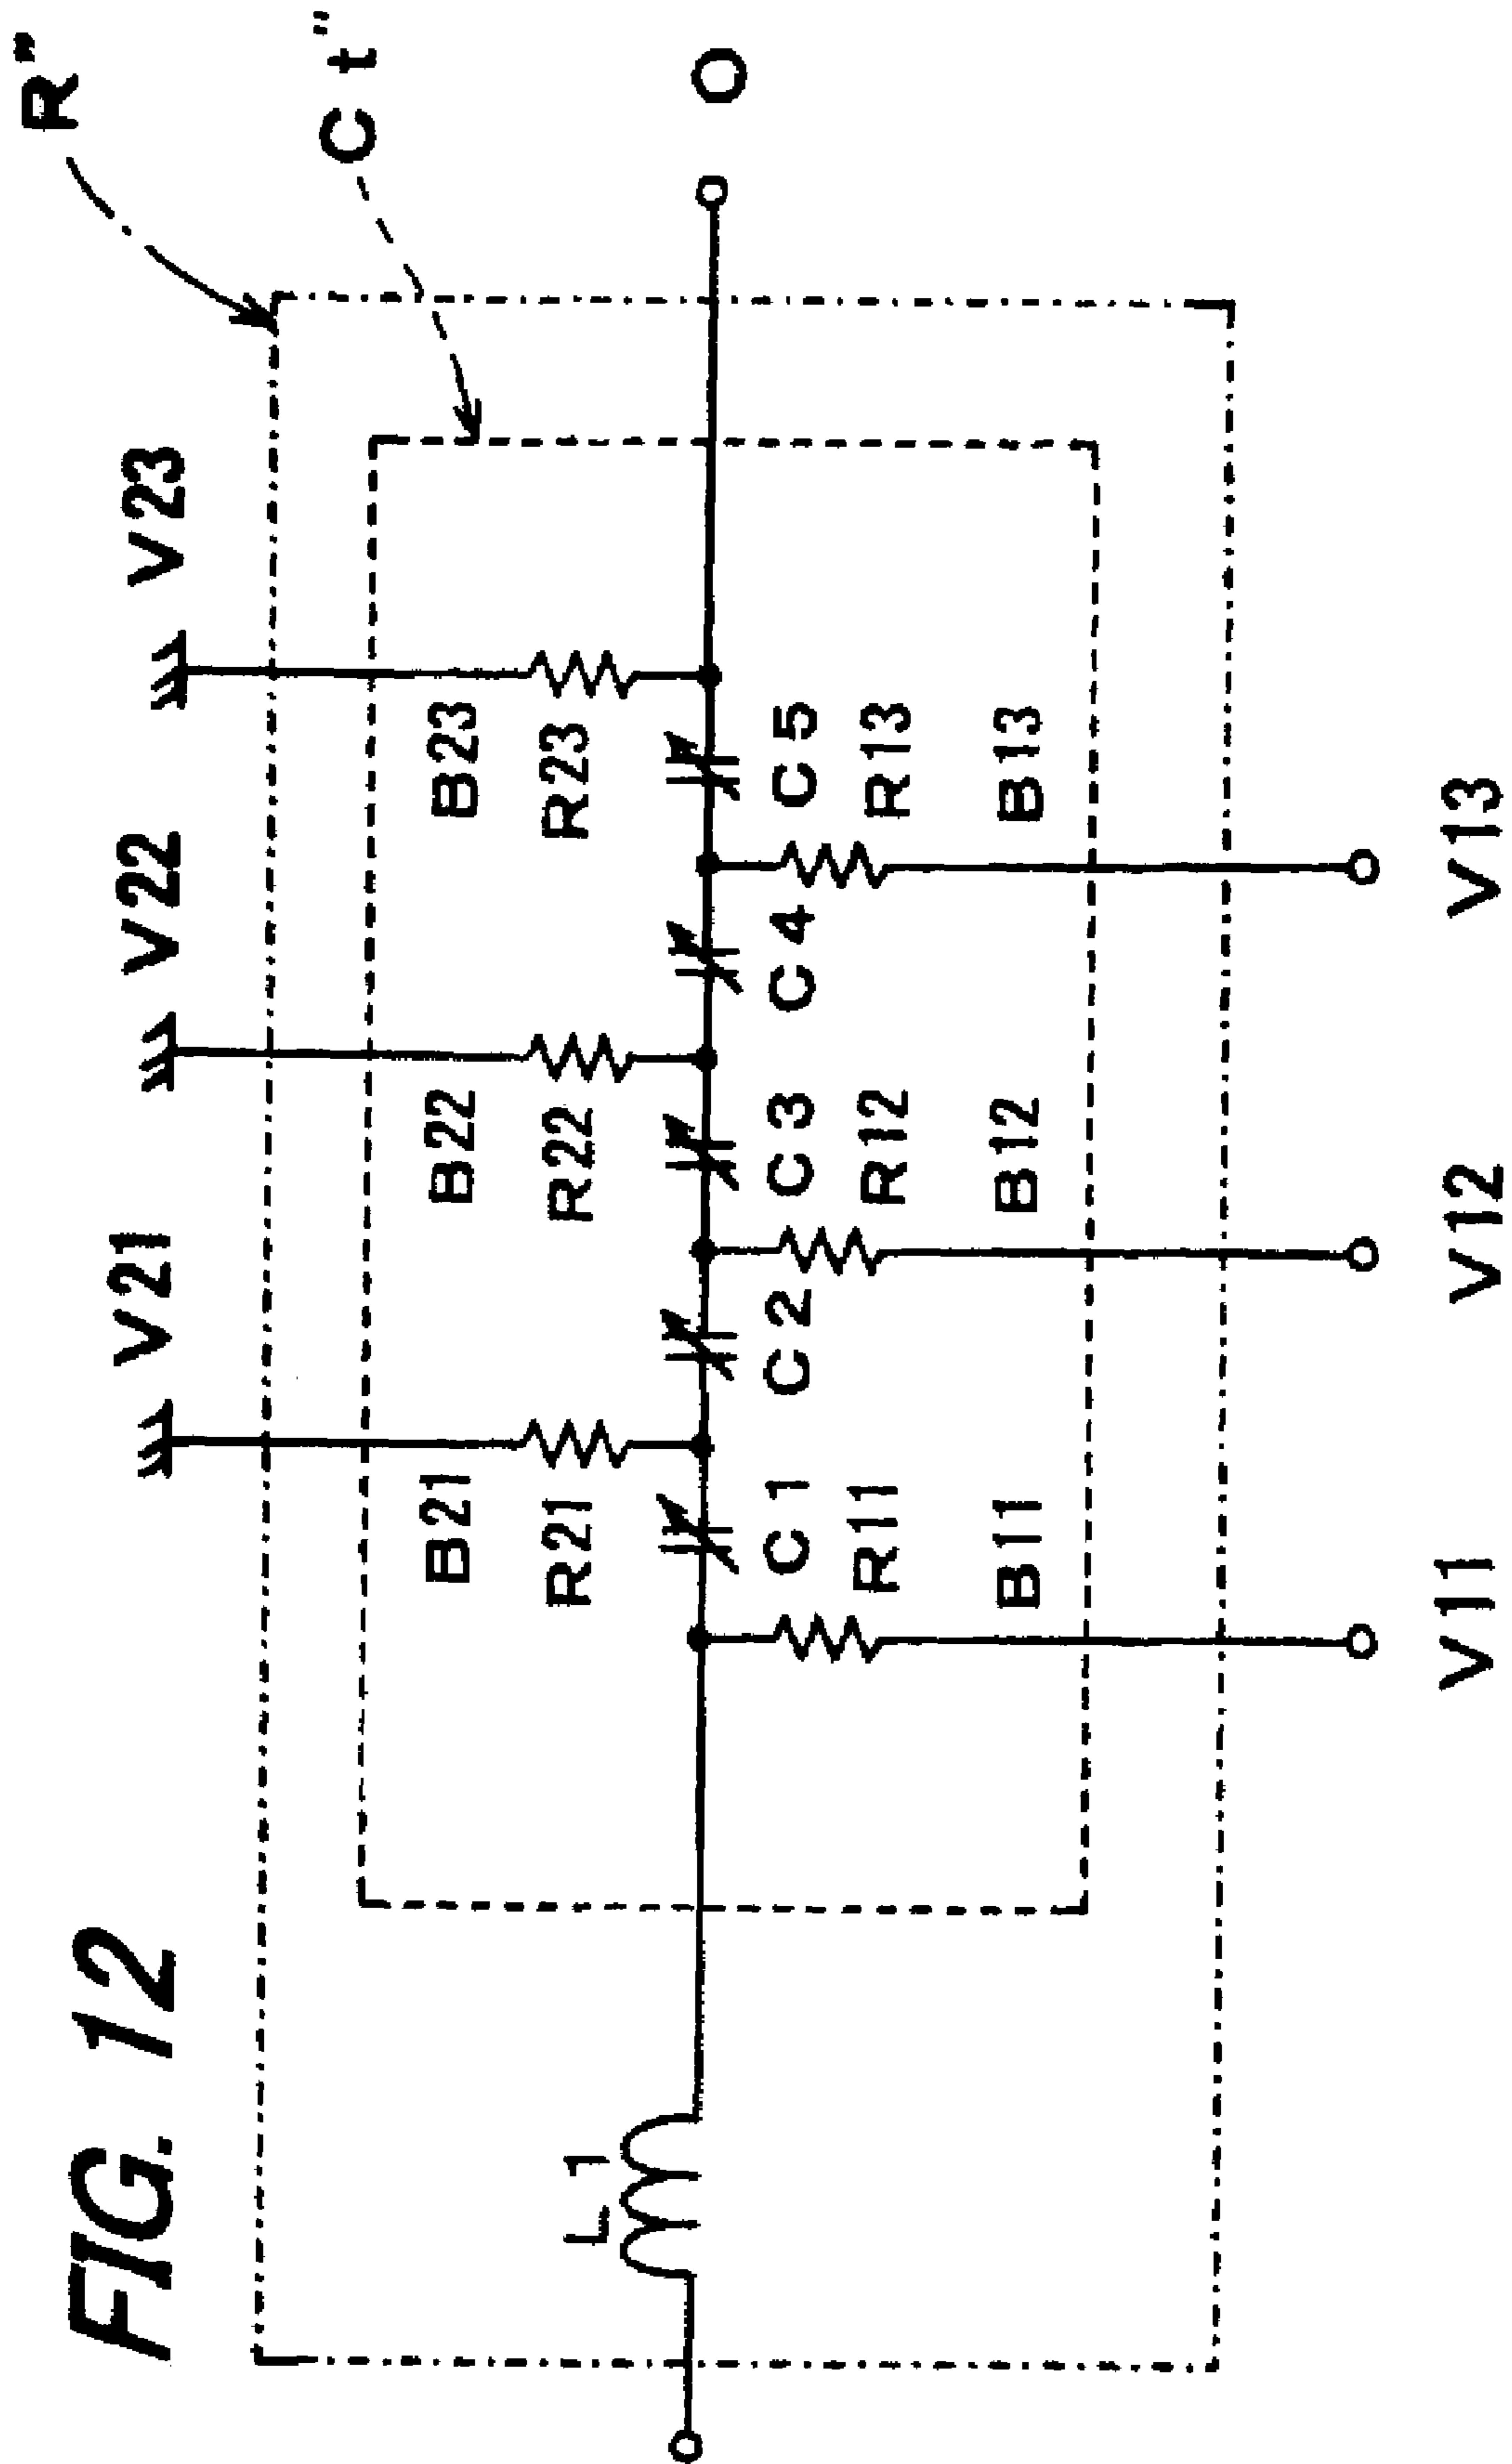 FIG. 12
R"
C t"
V21 V22 V23
B21 B22 B23
R21 R22 R23
L1
O
C1 C2 C3 C4 C5
R11 R12 R13
B11 B12 B13
V11 V12 V13